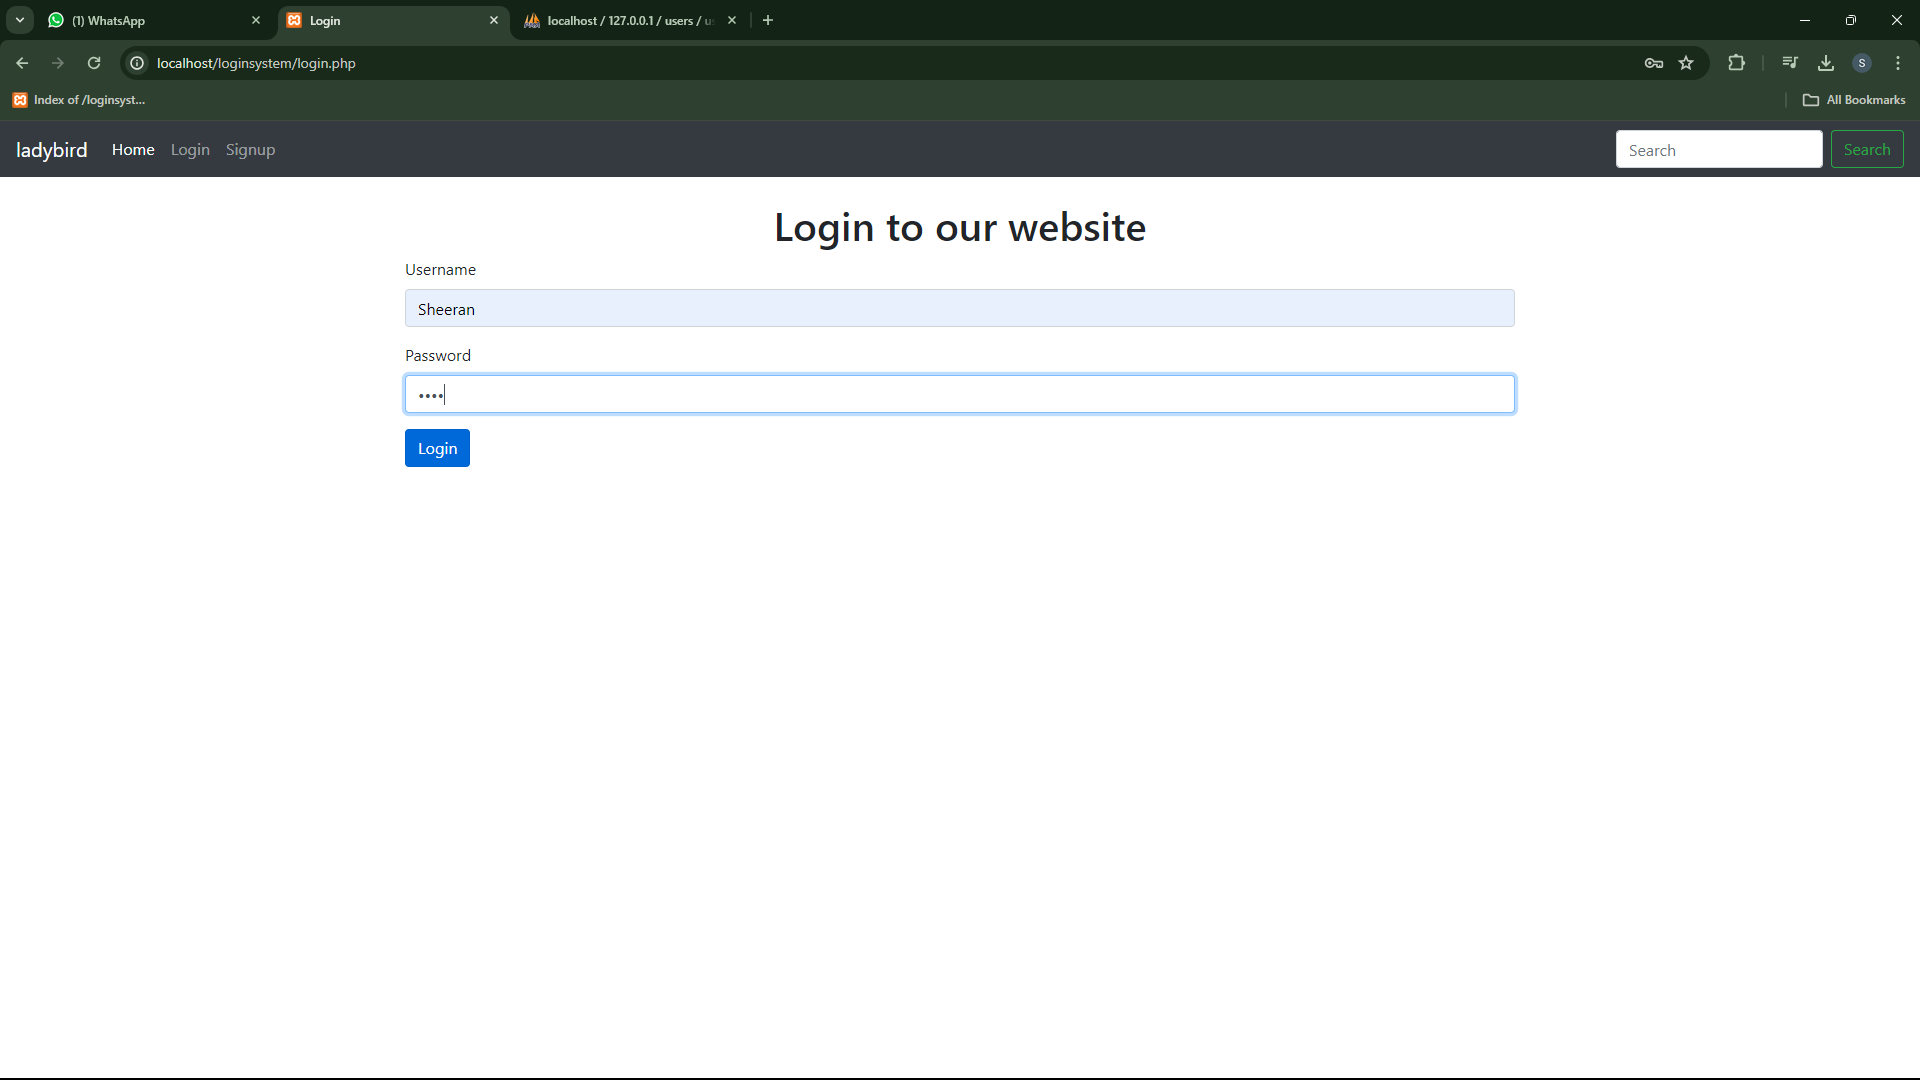 (1) WhatsApp
Login
localhost / 127.0.0.1 / users / u
localhost/loginsystem/login.php
S
Index of /loginsyst...
All Bookmarks
ladybird Home Login Signup
Search Search
Login to our website
Username
Sheeran
Password
••••
Login